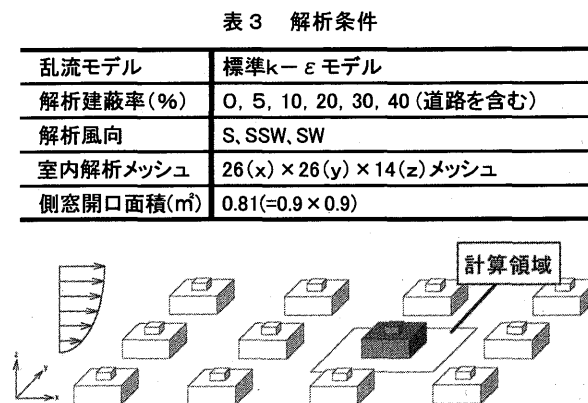 表3 解析条件
乱流モデル 標準k-εモデル
解析建蔽率(%) 0, 5, 10, 20, 30, 40 (道路を含む)
解析風向 S、SSW、SW
室内解析メッシュ 26(x)×26(y)×14(z)メッシュ
側窓開口面積(㎡) 0.81(=0.9×0.9)
計算領域
z
y
x